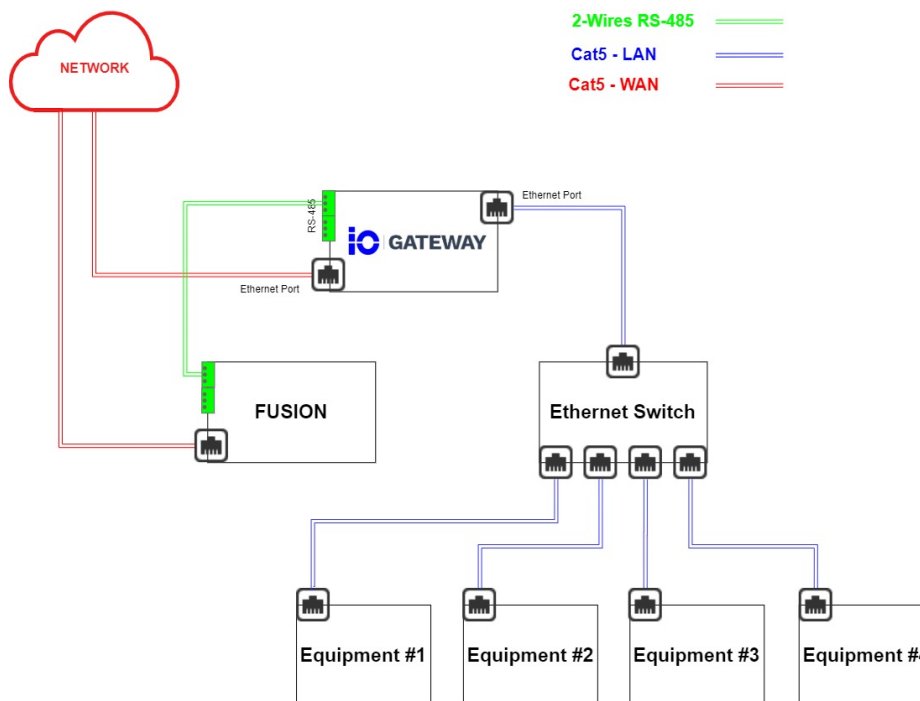 2-Wires RS-485
Cat5 - LAN
Cat5 - WAN
NETWORK
Ethernet Port
RS-485
iO GATEWAY
Ethernet Port
FUSION
Ethernet Switch
Equipment #1
Equipment #2
Equipment #3
Equipment #